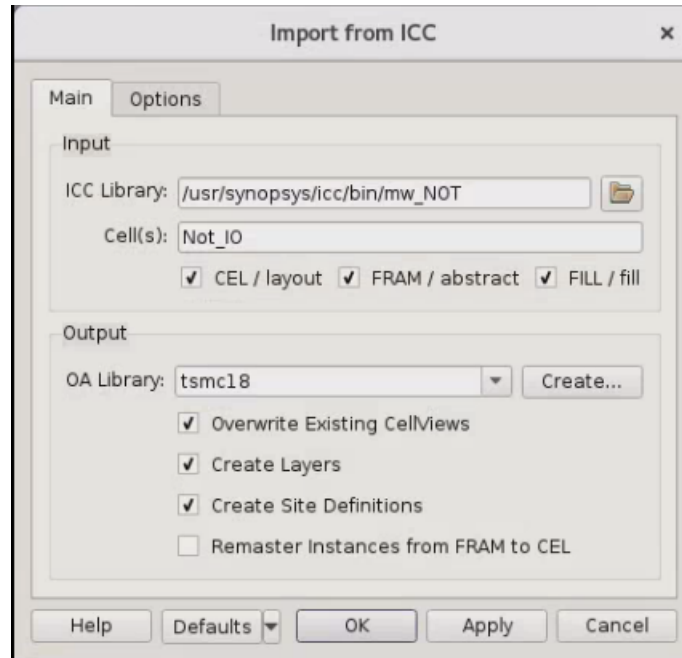 Import from ICC ×
Main Options
Input
ICC Library: /usr/synopsys/icc/bin/mw_NOT
Cell(s): Not_IO
CEL / layout FRAM / abstract FILL / fill
Output
OA Library: tsmc18 Create...
Overwrite Existing CellViews
Create Layers
Create Site Definitions
Remaster Instances from FRAM to CEL
Help Defaults OK Apply Cancel